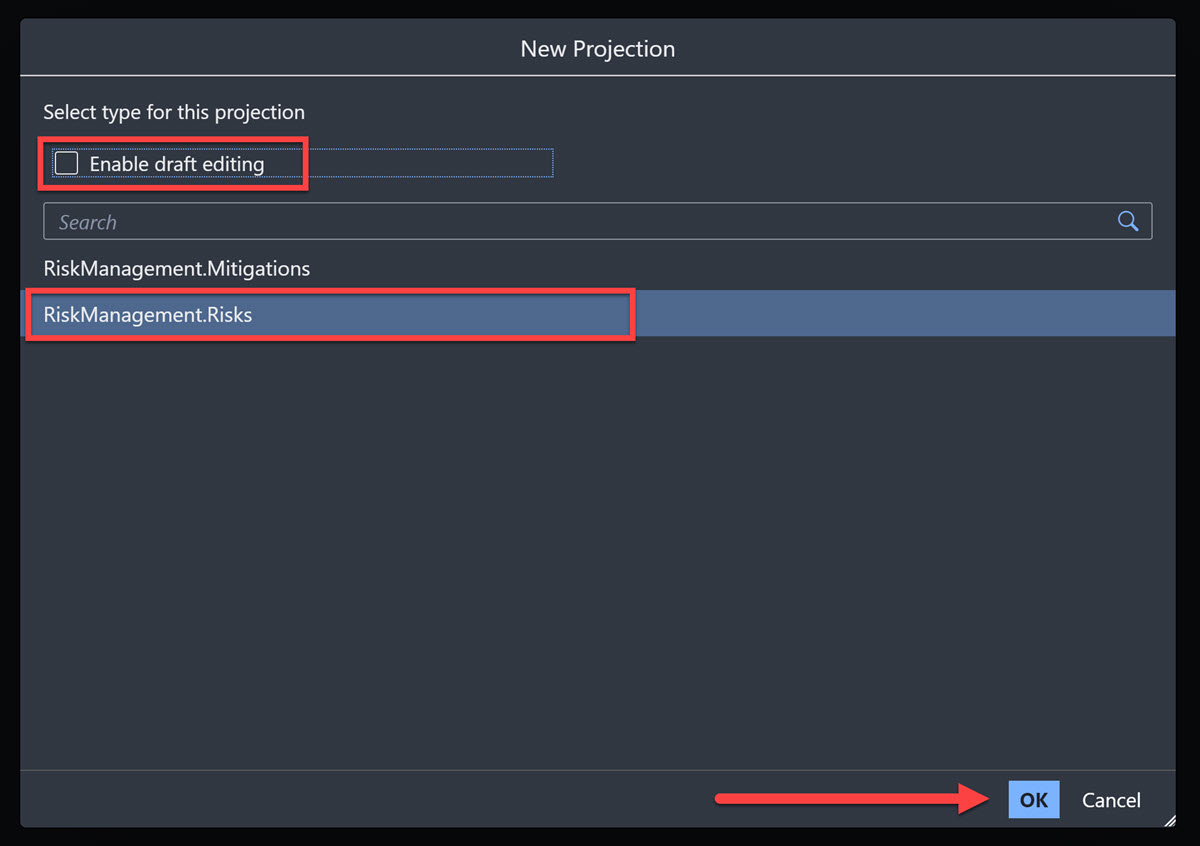 New Projection
Select type for this projection
Enable draft editing
Search
RiskManagement.Mitigations
RiskManagement.Risks
OK Cancel